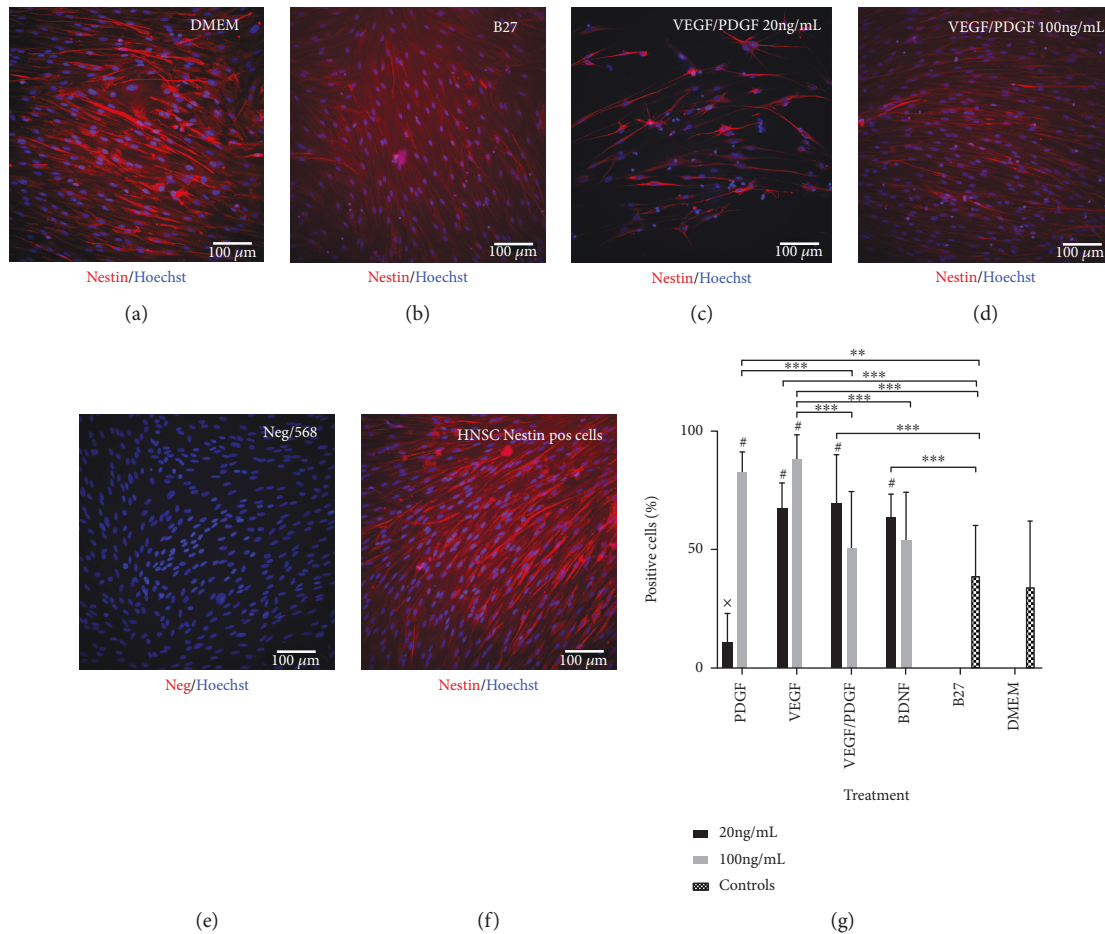 DMEM
100 μm
Nestin/Hoechst
(a)
B27
100 μm
Nestin/Hoechst
(b)
VEGF/PDGF 20ng/mL
100 μm
Nestin/Hoechst
(c)
VEGF/PDGF 100ng/mL
100 μm
Nestin/Hoechst
(d)
Neg/568
100 μm
Neg/Hoechst
(e)
HNSC Nestin pos cells
100 μm
Nestin/Hoechst
(f)
**
***
***
***
***
***
***
***
100
50
0
Positive cells (%)
×
#
#
#
#
#
PDGF
VEGF
VEGF/PDGF
BDNF
B27
DMEM
Treatment
20ng/mL
100ng/mL
Controls
(g)